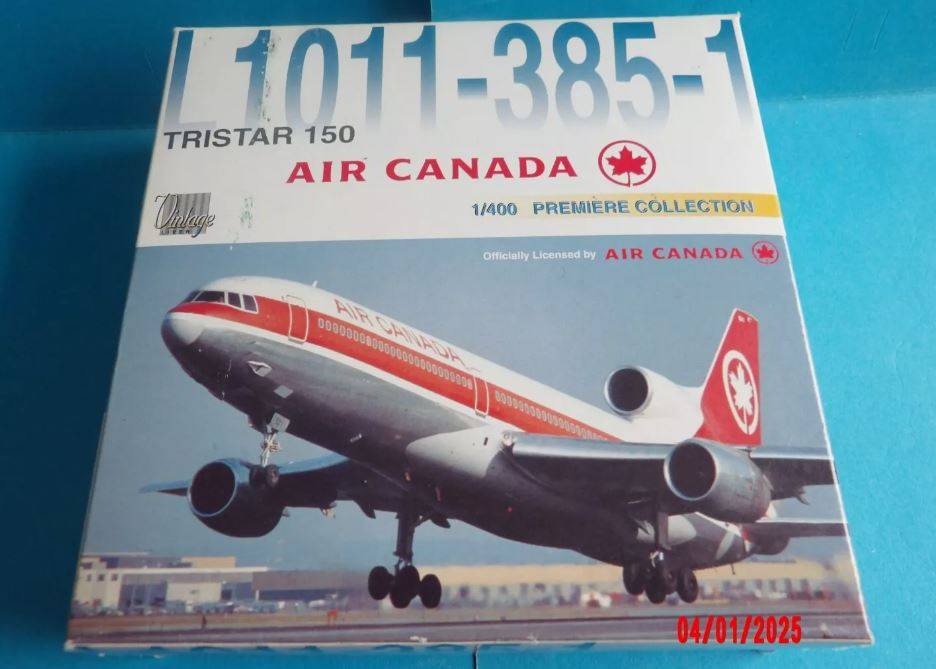 L1011-385-1
TRISTAR 150
AIR CANADA
Vintage
1/400 PREMIERE COLLECTION
Officially Licensed by AIR CANADA
AIR CANADA
04/01/2025